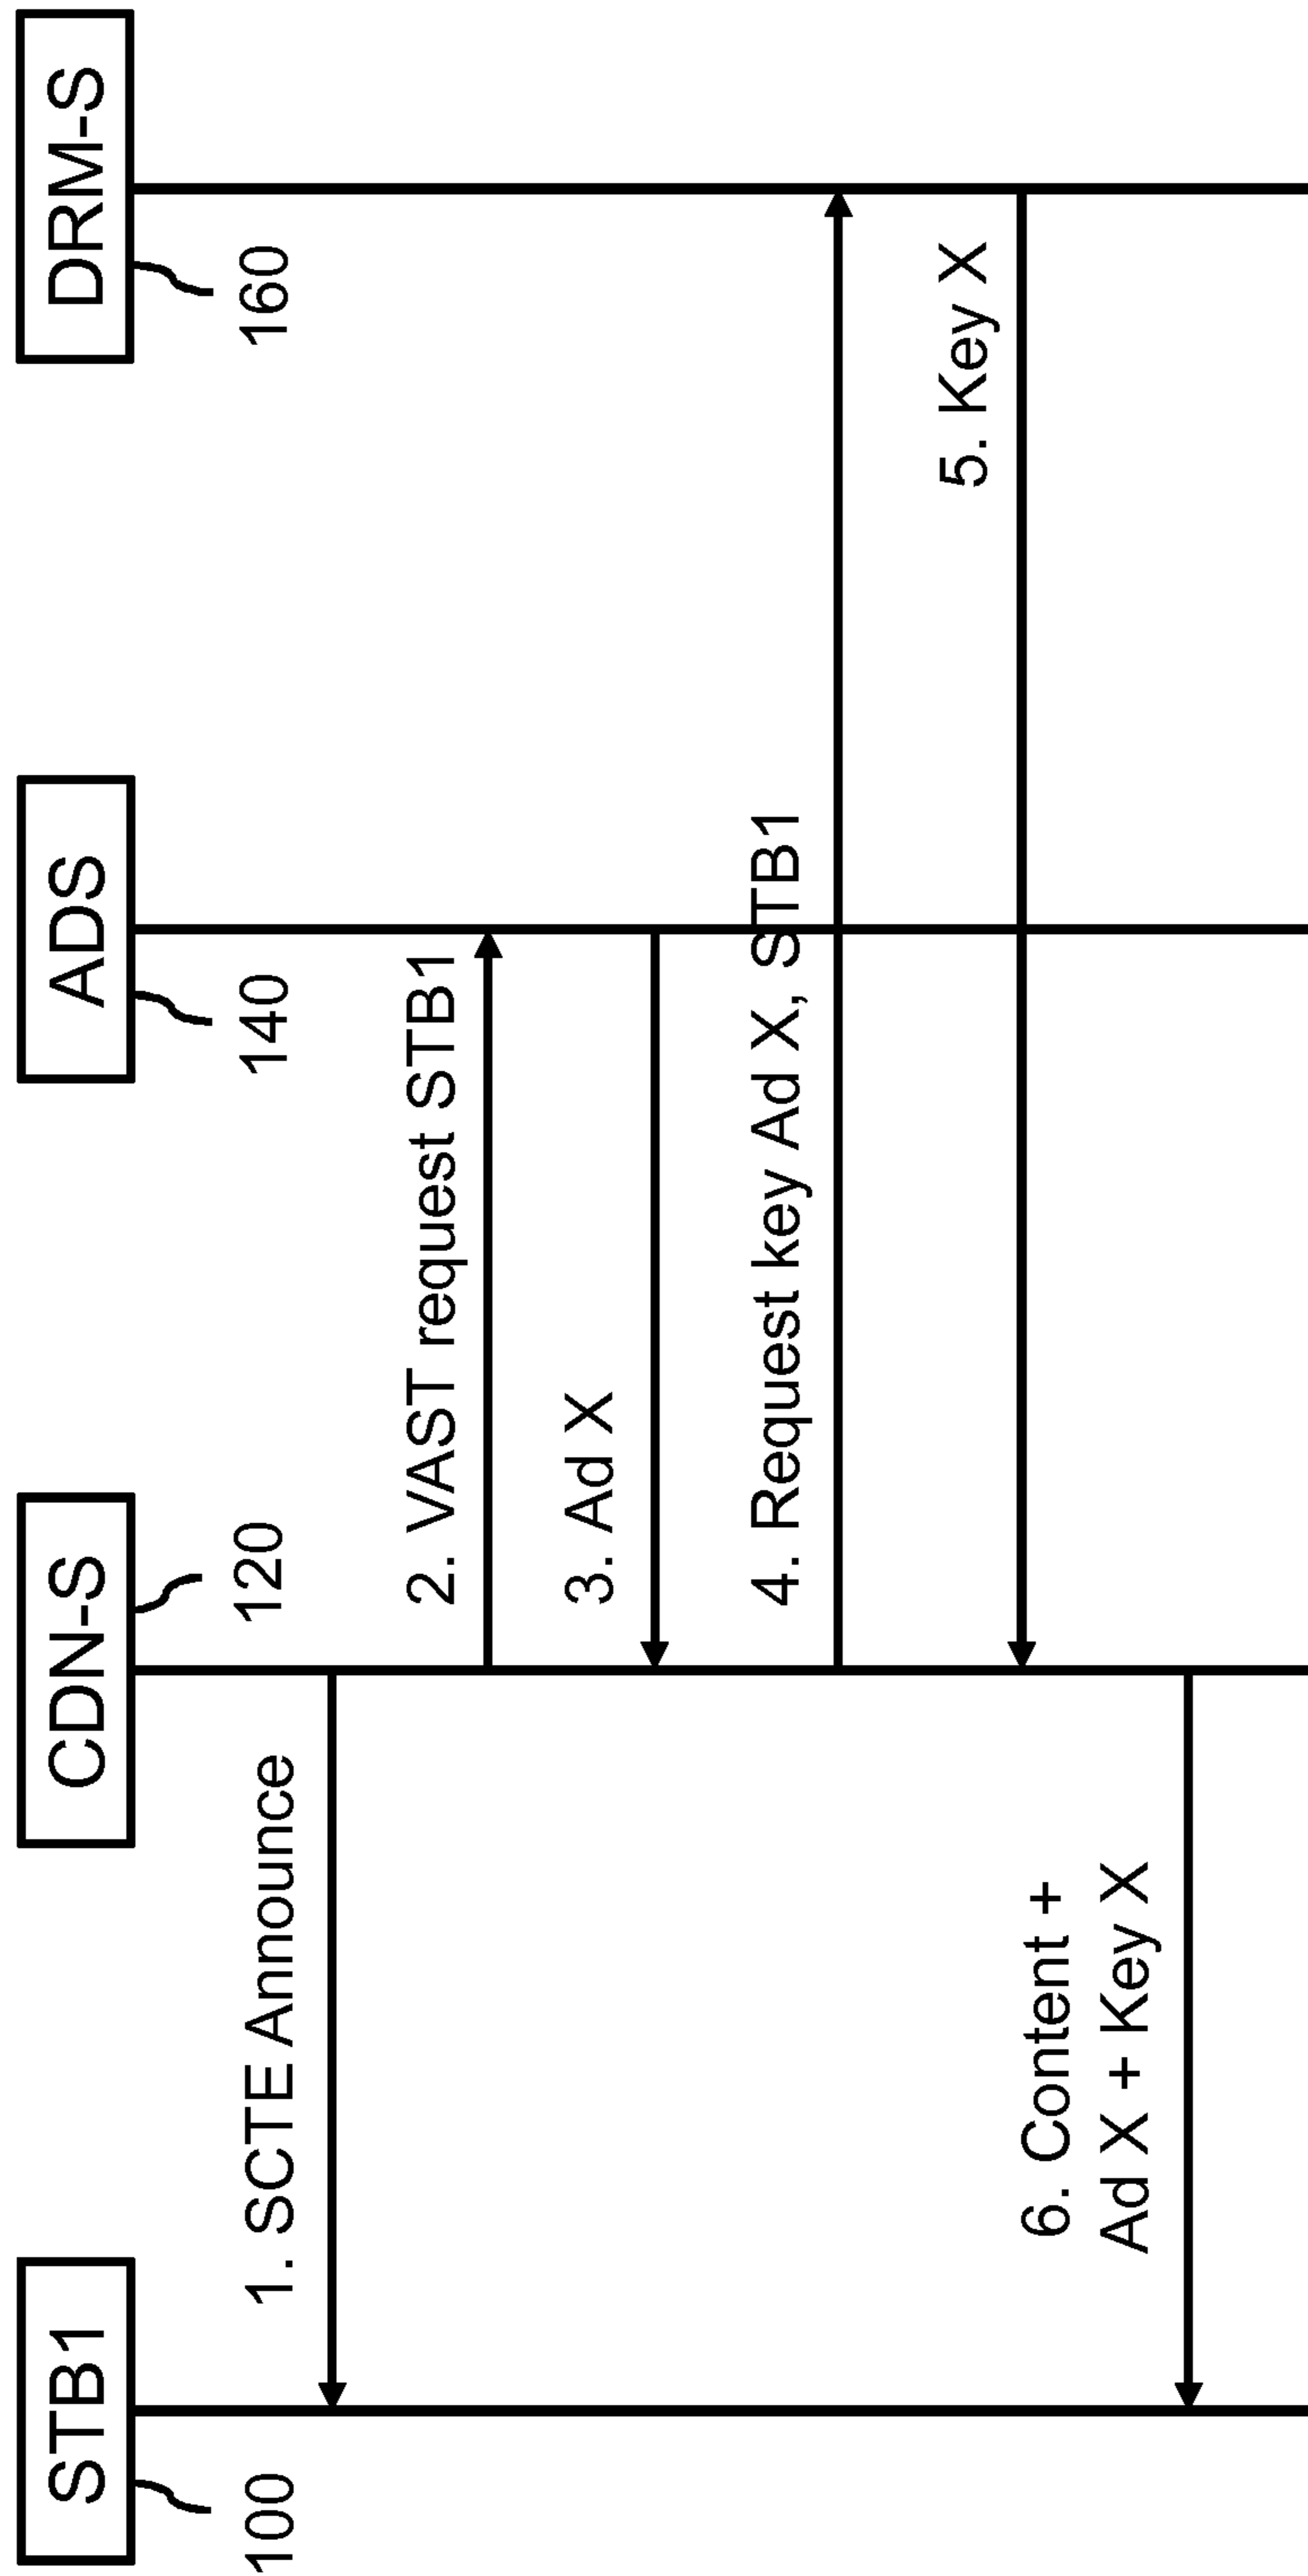 STB1
CDN-S
ADS
DRM-S
100
120
140
160
1. SCTE Announce
2. VAST request STB1
3. Ad X
4. Request key Ad X, STB1
5. Key X
6. Content +
Ad X + Key X